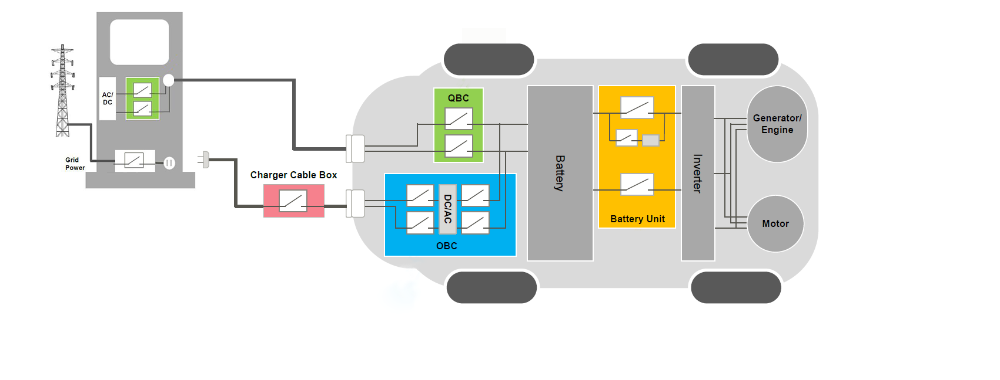 AC/
DC
Grid
Power
Charger Cable Box
QBC
DC/AC
OBC
Battery
Battery Unit
Inverter
Generator/
Engine
Motor